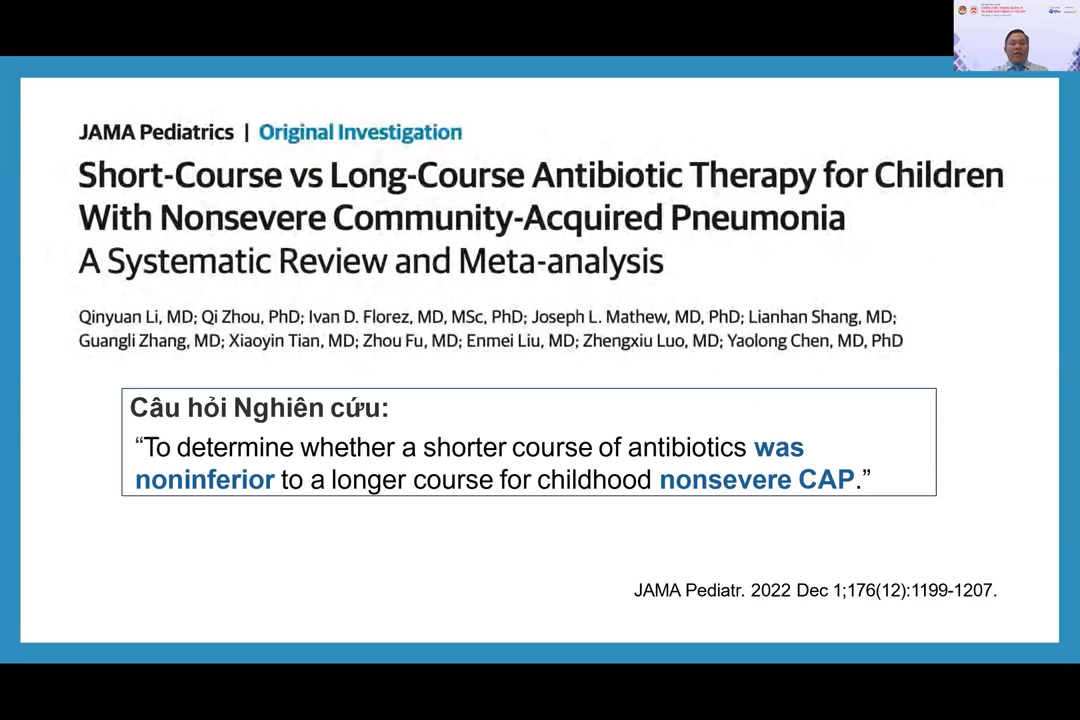 JAMA Pediatrics | Original Investigation
Short-Course vs Long-Course Antibiotic Therapy for Children
With Nonsevere Community-Acquired Pneumonia
A Systematic Review and Meta-analysis
Qinyuan Li, MD; Qi Zhou, PhD; Ivan D. Florez, MD, MSc, PhD; Joseph L. Mathew, MD, PhD; Lianhan Shang, MD;
Guangli Zhang, MD; Xiaoyin Tian, MD; Zhou Fu, MD; Enmei Liu, MD; Zhengxiu Luo, MD; Yaolong Chen, MD, PhD
Câu hỏi Nghiên cứu:
“To determine whether a shorter course of antibiotics was
noninferior to a longer course for childhood nonsevere CAP.”
JAMA Pediatr. 2022 Dec 1;176(12):1199-1207.